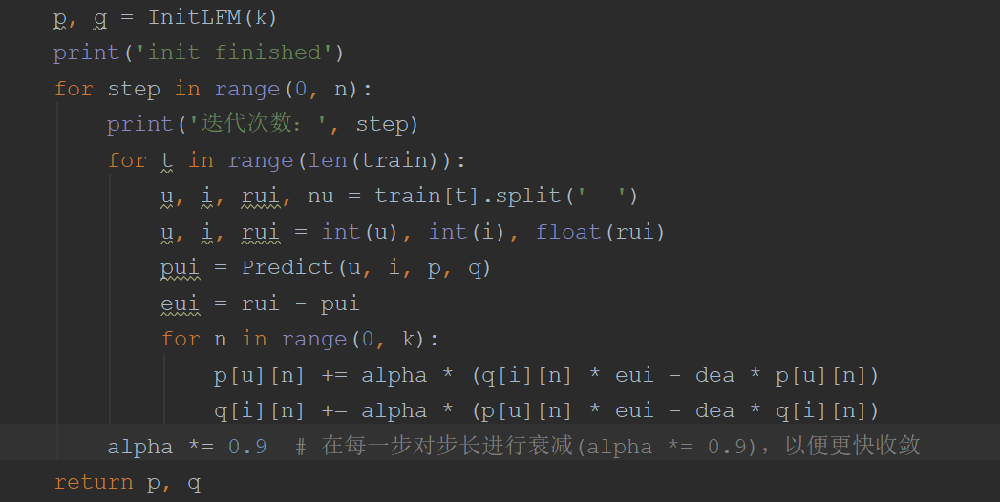 p, q = InitLFM(k)
print('init finished')
for step in range(0, n):
    print('迭代次数：', step)
    for t in range(len(train)):
        u, i, rui, nu = train[t].split('  ')
        u, i, rui = int(u), int(i), float(rui)
        pui = Predict(u, i, p, q)
        eui = rui - pui
        for n in range(0, k):
            p[u][n] += alpha * (q[i][n] * eui - dea * p[u][n])
            q[i][n] += alpha * (p[u][n] * eui - dea * q[i][n])
    alpha *= 0.9  # 在每一步对步长进行衰减(alpha *= 0.9)，以便更快收敛
return p, q